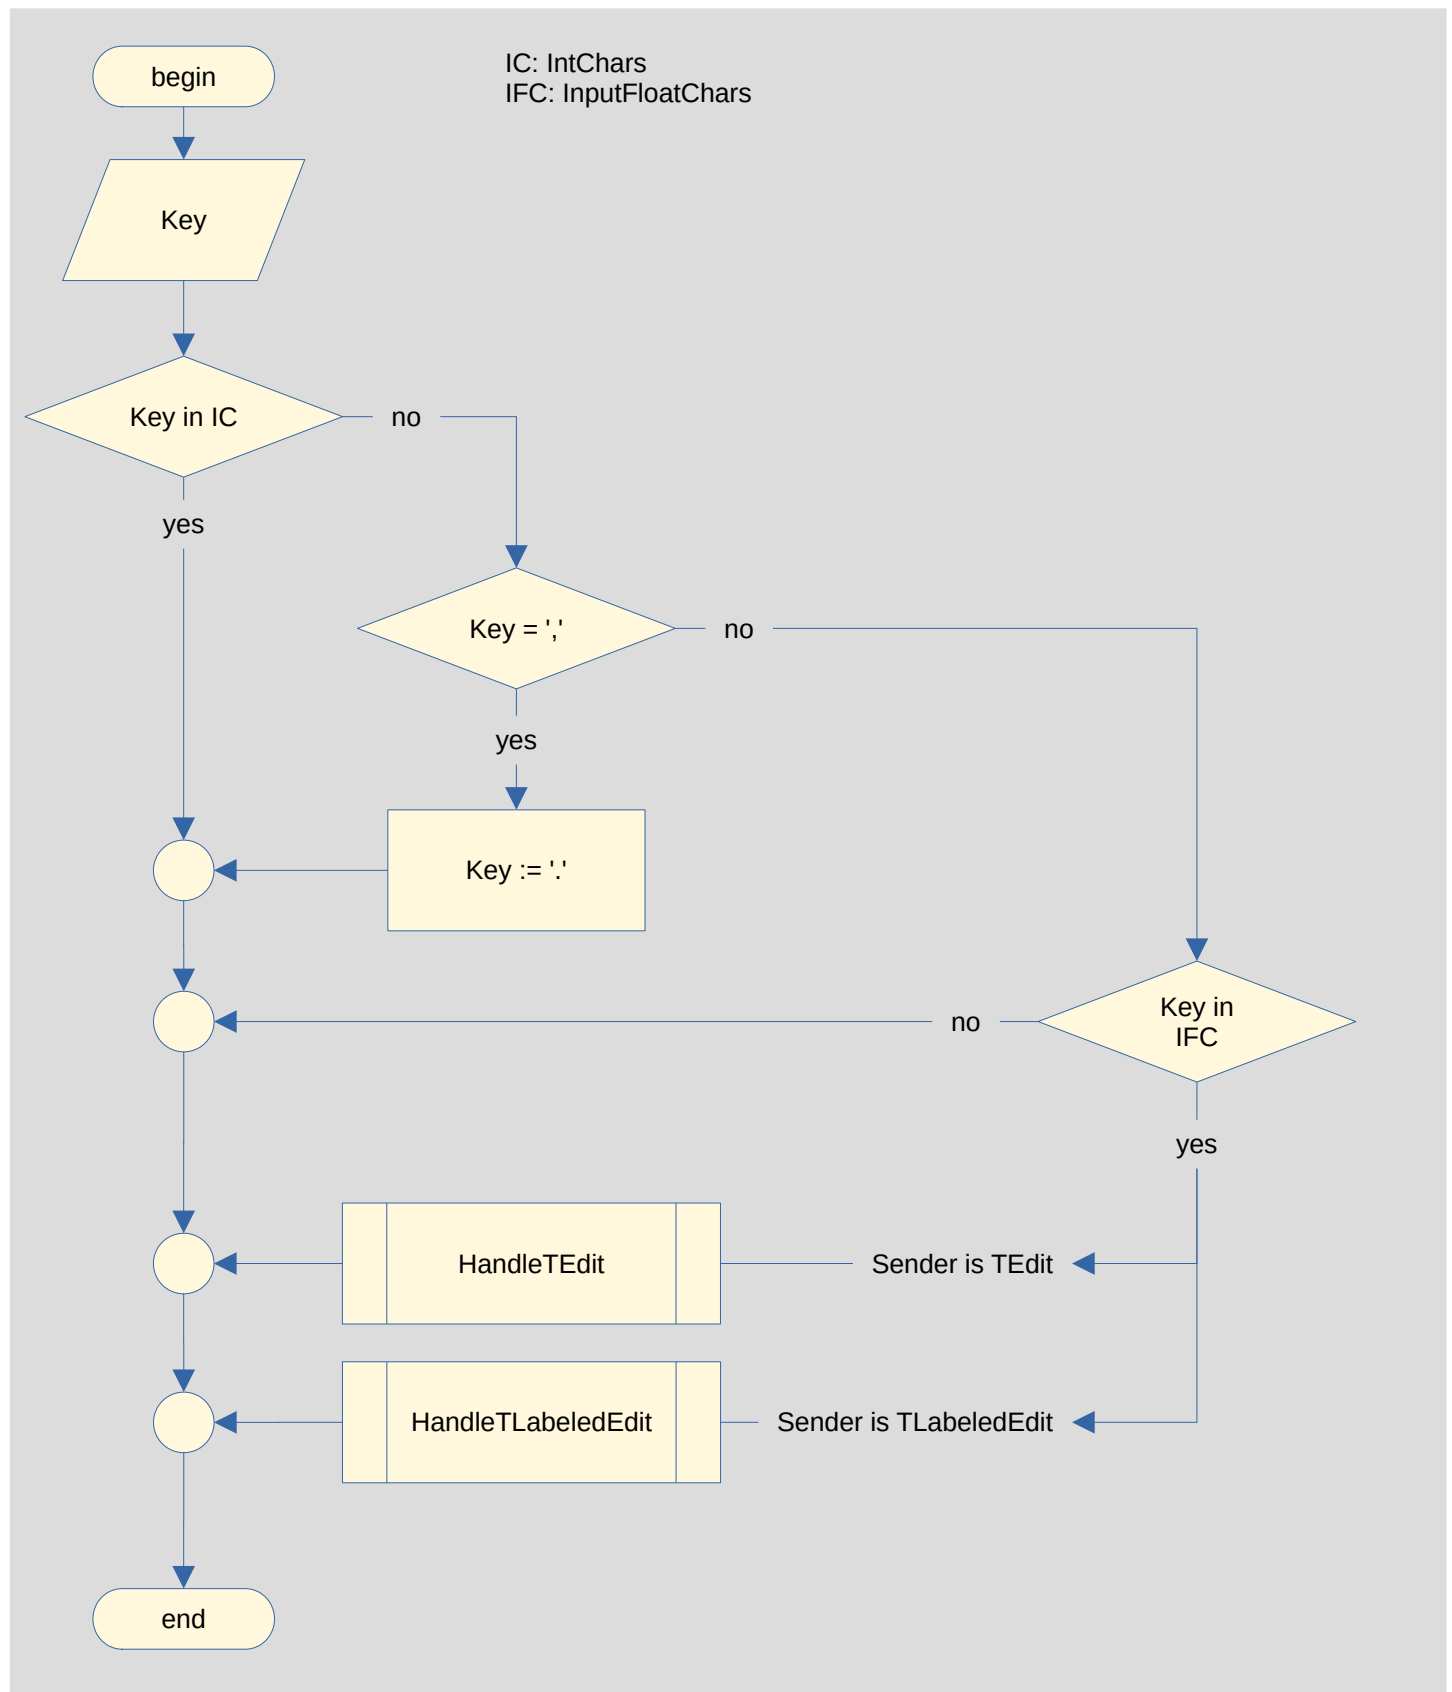 begin
IC: IntChars
IFC: InputFloatChars
Key
Key in IC
no
yes
Key = ','
no
yes
Key := '.'
Key in
IFC
no
yes
HandleTEdit
Sender is TEdit
HandleTLabeledEdit
Sender is TLabeledEdit
end